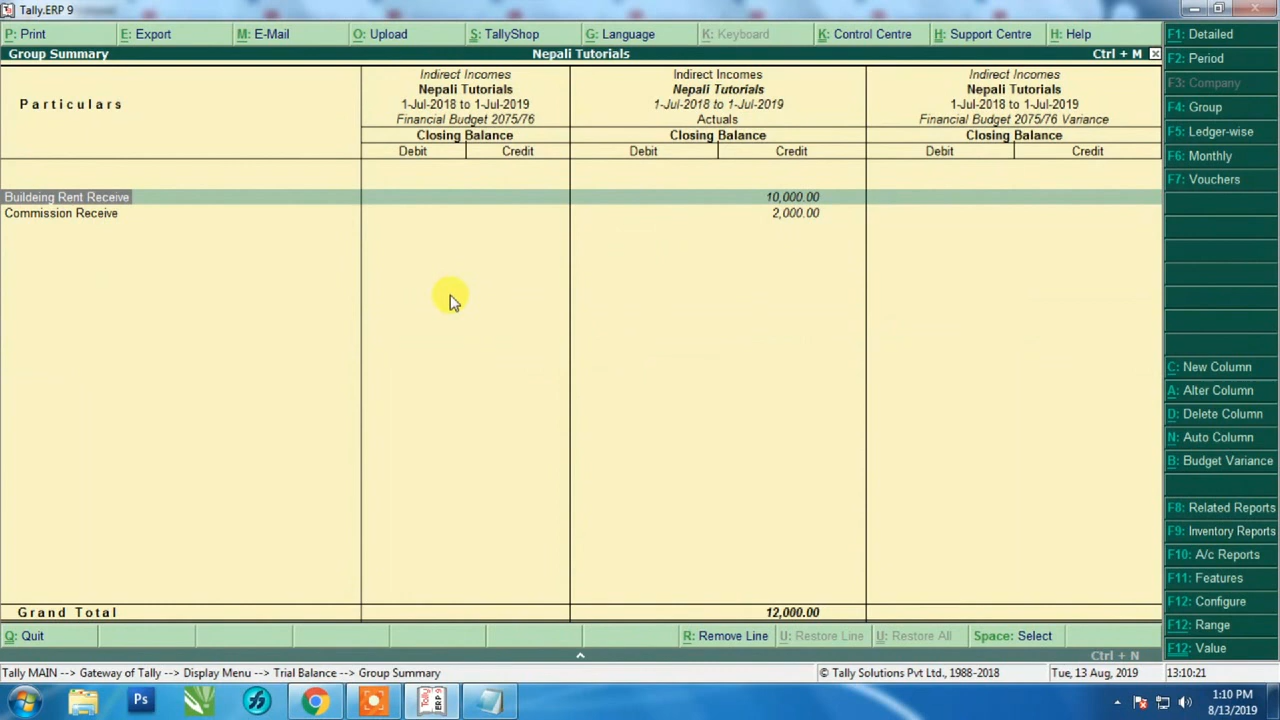 Tally.ERP 9
P: Print
E: Export
M: E-Mail
O: Upload
S: TallyShop
G: Language
K: Keyboard
K: Control Centre
H: Support Centre
H: Help
Group Summary
Nepali Tutorials
Ctrl + M
Particulars
Indirect Incomes
Nepali Tutorials
1-Jul-2018 to 1-Jul-2019
Financial Budget 2075/76
Closing Balance
Debit Credit
Indirect Incomes
Nepali Tutorials
1-Jul-2018 to 1-Jul-2019
Actuals
Closing Balance
Debit Credit
Indirect Incomes
Nepali Tutorials
1-Jul-2018 to 1-Jul-2019
Financial Budget 2075/76 Variance
Closing Balance
Debit Credit
Buildeing Rent Receive 10,000.00
Commission Receive 2,000.00
Grand Total 12,000.00
F1: Detailed
F2: Period
F3: Company
F4: Group
F5: Ledger-wise
F6: Monthly
F7: Vouchers
C: New Column
A: Alter Column
D: Delete Column
N: Auto Column
B: Budget Variance
F8: Related Reports
F9: Inventory Reports
F10: A/c Reports
F11: Features
F12: Configure
F12: Range
F12: Value
Q: Quit
R: Remove Line
U: Restore Line
U: Restore All
Space: Select
Ctrl + N
Tally MAIN --> Gateway of Tally --> Display Menu --> Trial Balance --> Group Summary
© Tally Solutions Pvt Ltd., 1988-2018
Tue, 13 Aug, 2019
13:10:21
Ps
Tally
ERP 9
1:10 PM
8/13/2019